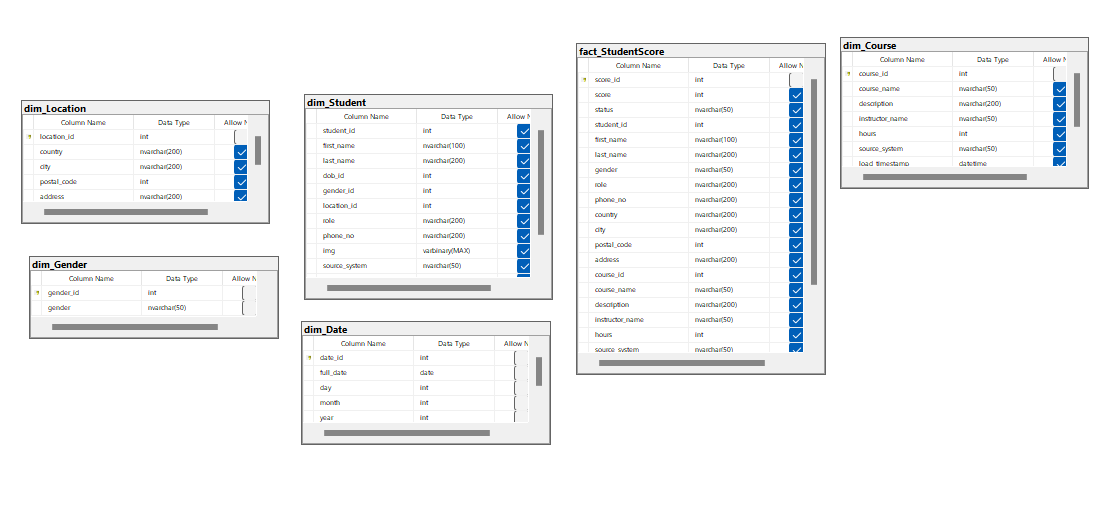 dim_Location
Column Name Data Type Allow N
location_id int
country nvarchar(200)
city nvarchar(200)
postal_code int
address nvarchar(200)
dim_Gender
Column Name Data Type Allow N
gender_id int
gender nvarchar(50)
dim_Student
Column Name Data Type Allow N
student_id int
first_name nvarchar(100)
last_name nvarchar(200)
dob_id int
gender_id int
location_id int
role nvarchar(200)
phone_no nvarchar(200)
img varbinary(MAX)
source_system nvarchar(50)
dim_Date
Column Name Data Type Allow N
date_id int
full_date date
day int
month int
year int
fact_StudentScore
Column Name Data Type Allow N
score_id int
score int
status nvarchar(50)
student_id int
first_name nvarchar(100)
last_name nvarchar(200)
gender nvarchar(50)
role nvarchar(200)
phone_no nvarchar(200)
country nvarchar(200)
city nvarchar(200)
postal_code int
address nvarchar(200)
course_id int
course_name nvarchar(50)
description nvarchar(200)
instructor_name nvarchar(50)
hours int
source_system nvarchar(50)
dim_Course
Column Name Data Type Allow N
course_id int
course_name nvarchar(50)
description nvarchar(200)
instructor_name nvarchar(50)
hours int
source_system nvarchar(50)
load_timestamp datetime